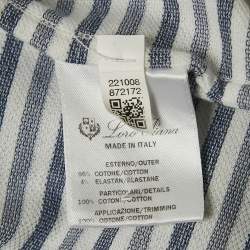 221008
872172
Loro Piana
MADE IN ITALY
ESTERNO/OUTER
96% COTONE/COTTON
4% ELASTAN/ELASTANE
PARTICOLARI/DETAILS
100% COTONE/COTTON
APPLICAZIONE/TRIMMING
100% COTONE/COTTON